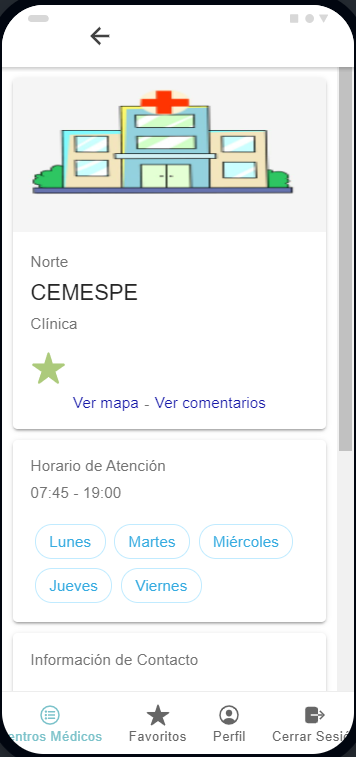 Norte
CEMESPE
Clínica
Ver mapa - Ver comentarios
Horario de Atención
07:45 - 19:00
Lunes Martes Miércoles
Jueves Viernes
Información de Contacto
entros Médicos Favoritos Perfil Cerrar Sesió